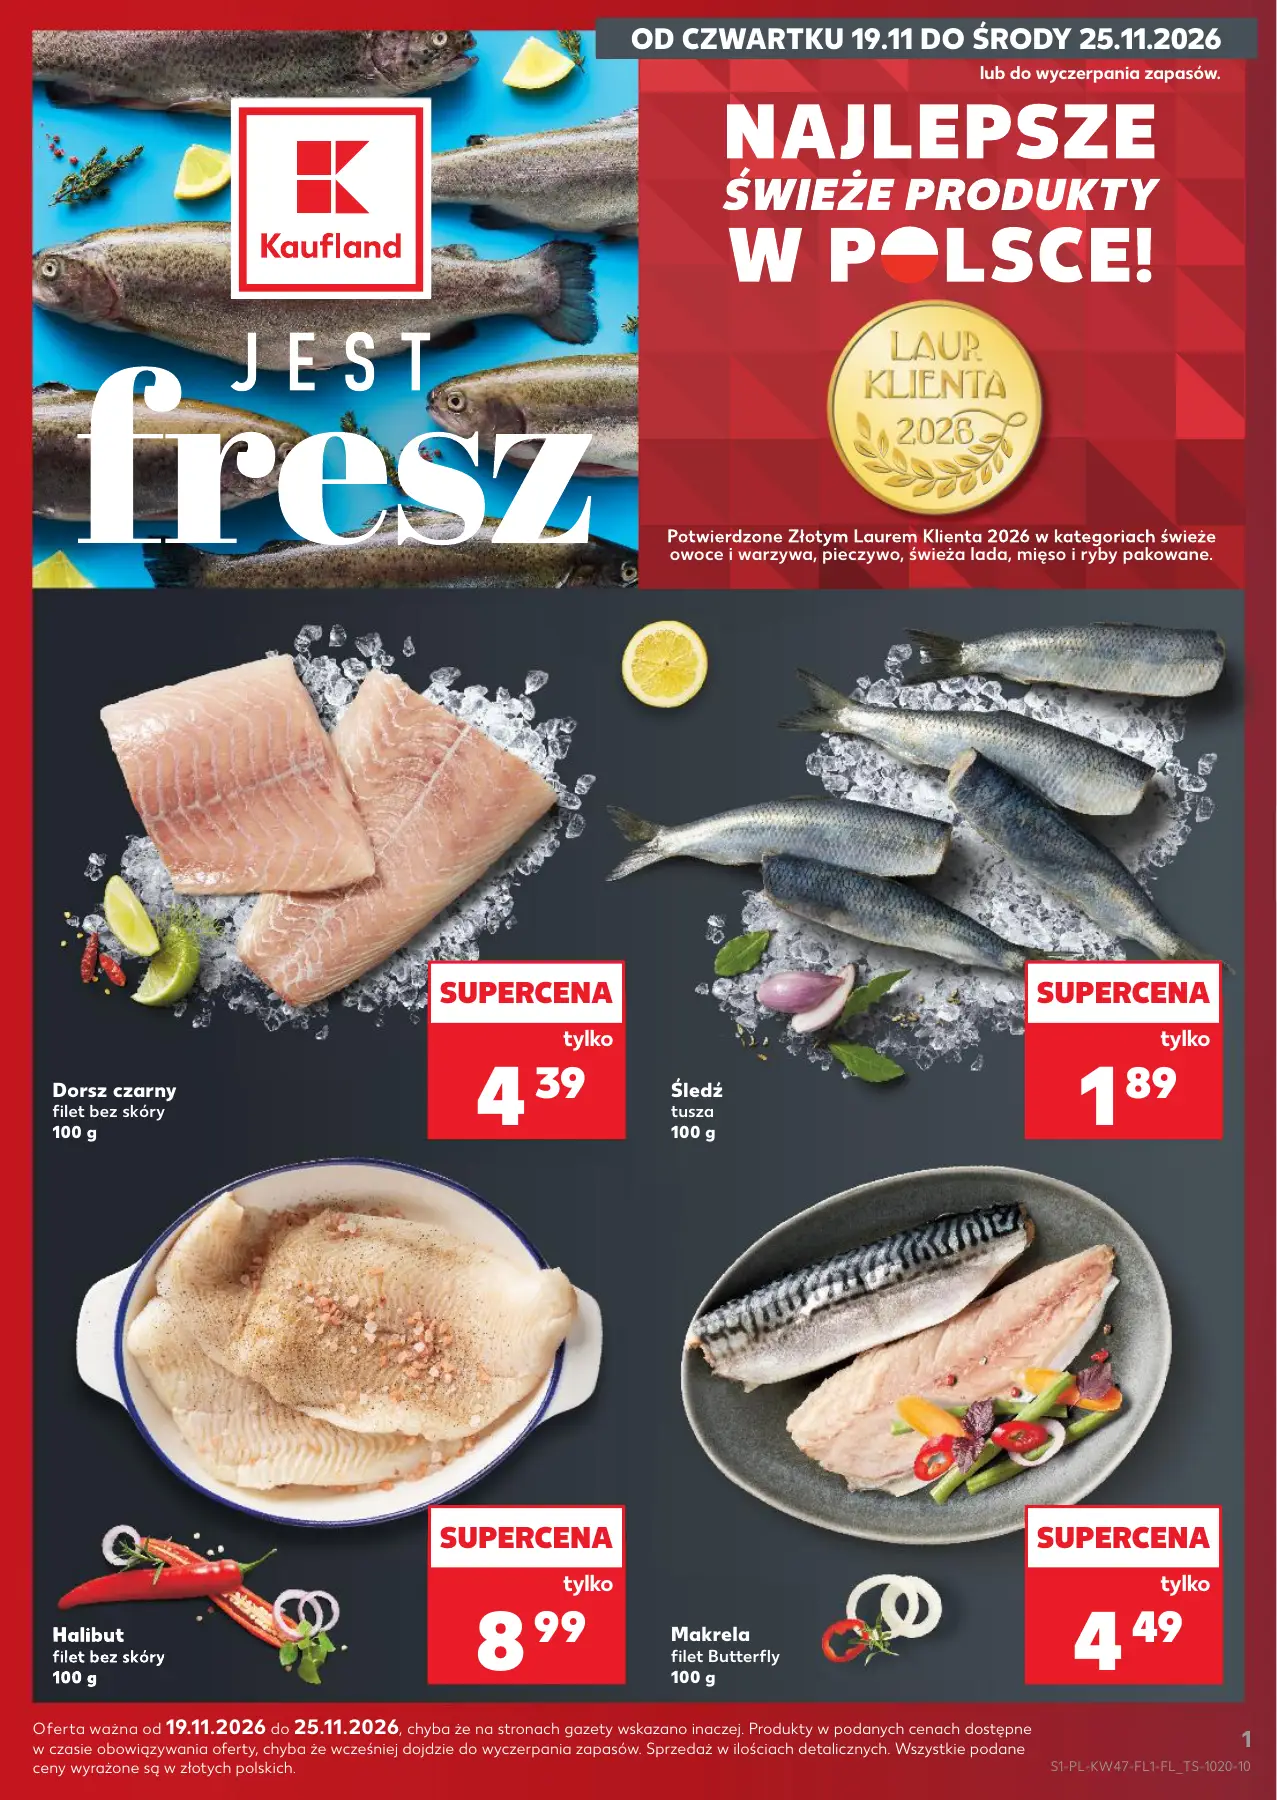 OD CZWARTKU 19.11 DO ŚRODY 25.11.2026
lub do wyczerpania zapasów.
Kaufland
JEST
fresz
NAJLEPSZE
ŚWIEŻE PRODUKTY
W POLSCE!
LAUR
KLIENTA
2026
Potwierdzone Złotym Laurem Klienta 2026 w kategoriach świeże
owoce i warzywa, pieczywo, świeża lada, mięso i ryby pakowane.
Dorsz czarny
filet bez skóry
100 g
SUPERCENA
tylko
4 39
Śledź
tusza
100 g
SUPERCENA
tylko
1 89
Halibut
filet bez skóry
100 g
SUPERCENA
tylko
8 99
Makrela
filet Butterfly
100 g
SUPERCENA
tylko
4 49
Oferta ważna od 19.11.2026 do 25.11.2026, chyba że na stronach gazety wskazano inaczej. Produkty w podanych cenach dostępne
w czasie obowiązywania oferty, chyba że wcześniej dojdzie do wyczerpania zapasów. Sprzedaż w ilościach detalicznych. Wszystkie podane
ceny wyrażone są w złotych polskich.
1
S1-PL-KW47-FL1-FL_TS-1020-10